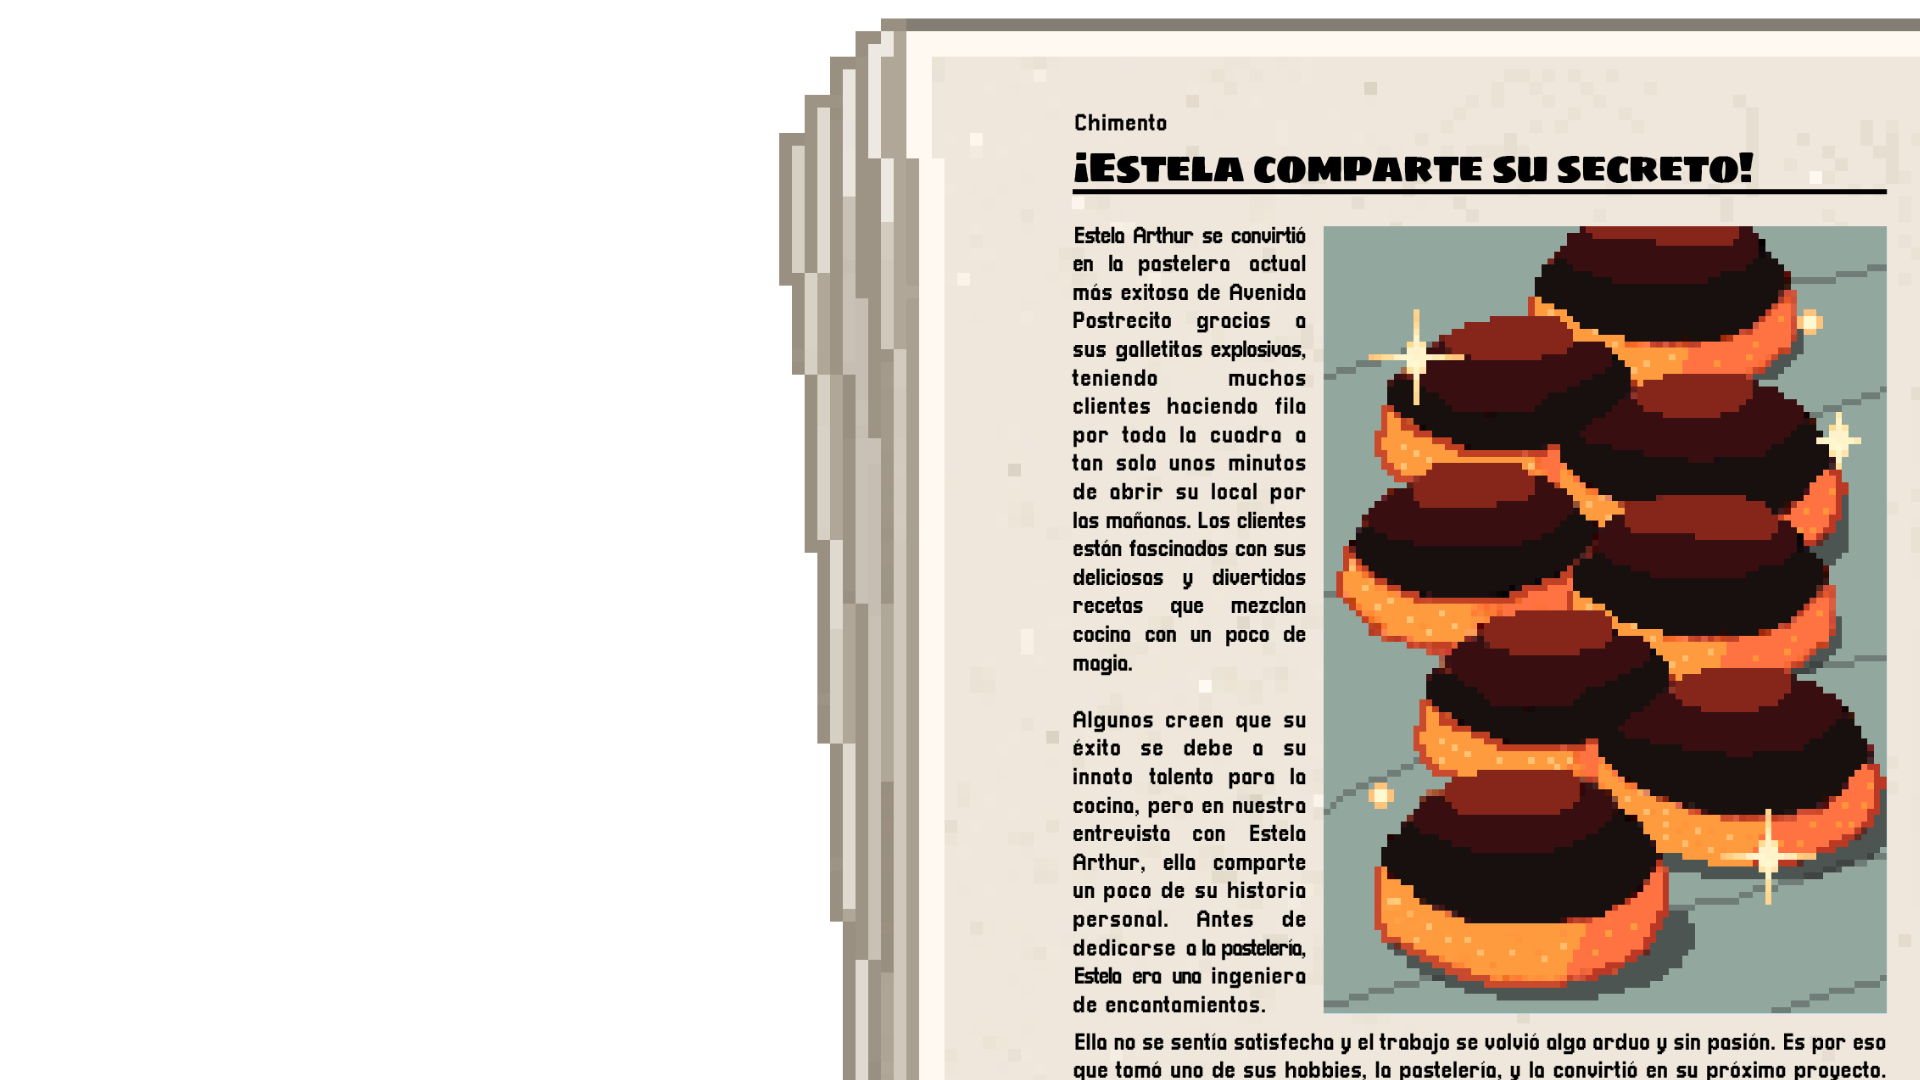 Chimento
¡ESTELA COMPARTE SU SECRETO!
Estela Arthur se convirtió
en la pastelera actual
más exitosa de Avenida
Postrecito gracias a
sus galletitas explosivas,
teniendo muchos
clientes haciendo fila
por toda la cuadra a
tan solo unos minutos
de abrir su local por
las mañanas. Los clientes
están fascinados con sus
deliciosas y divertidas
recetas que mezclan
cocina con un poco de
magia.
Algunos creen que su
éxito se debe a su
innato talento para la
cocina, pero en nuestra
entrevista con Estela
Arthur, ella comparte
un poco de su historia
personal. Antes de
dedicarse a la pastelería,
Estela era una ingeniera
de encantamientos.
Ella no se sentía satisfecha y el trabajo se volvió algo arduo y sin pasión. Es por eso
que tomó uno de sus hobbies, la pastelería, y la convirtió en su próximo proyecto.